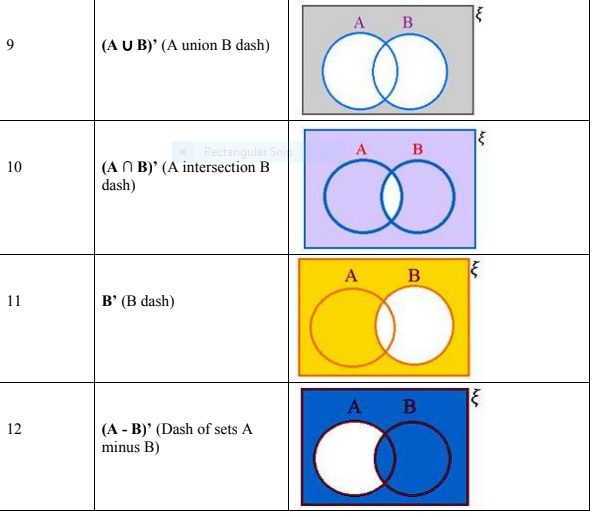 A B ξ
9 (A ∪ B)’ (A union B dash)
Rectangular Snip
A B ξ
10 (A ∩ B)’ (A intersection B
dash)
A B ξ
11 B’ (B dash)
A B ξ
12 (A - B)’ (Dash of sets A
minus B)